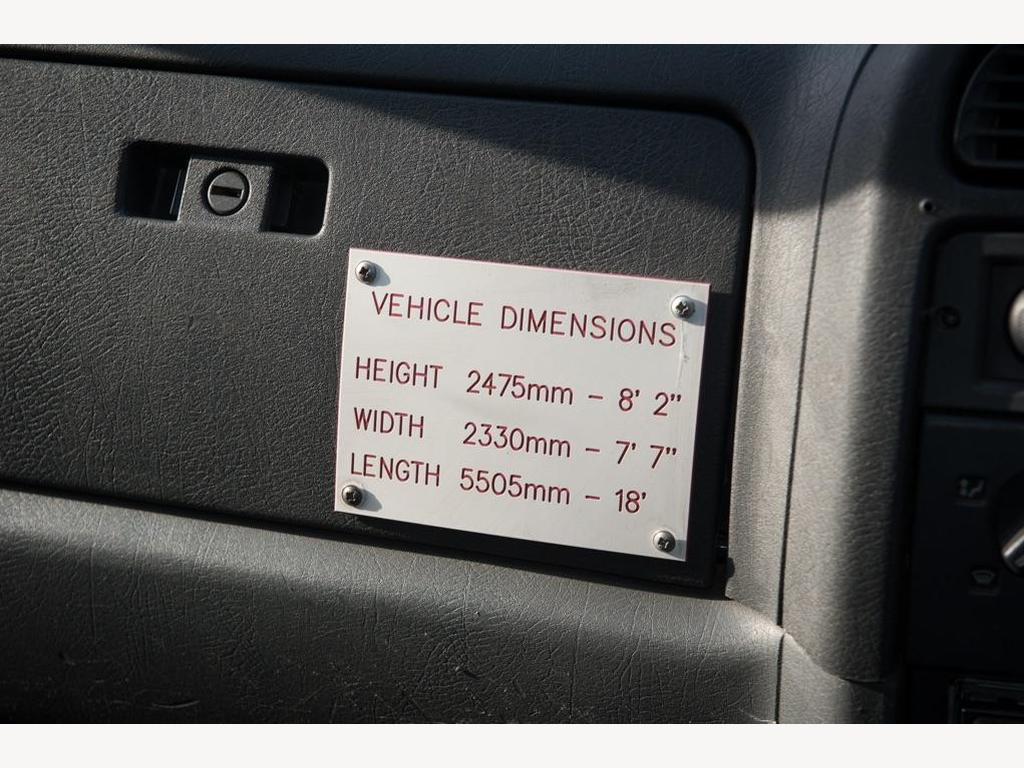 VEHICLE DIMENSIONS
HEIGHT 2475mm - 8' 2"
WIDTH 2330mm - 7' 7"
LENGTH 5505mm - 18'